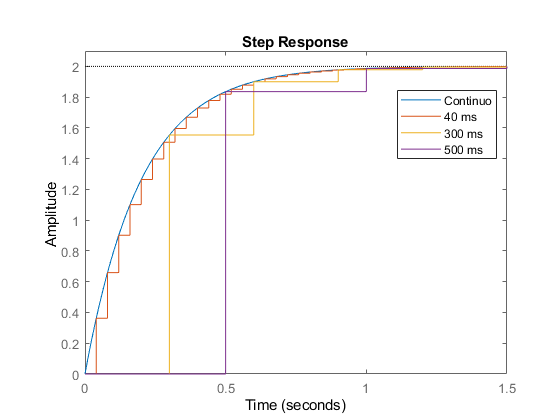 Step Response
Amplitude
2
1.8
1.6
1.4
1.2
1
0.8
0.6
0.4
0.2
0
Continuo
40 ms
300 ms
500 ms
0
0.5
1
1.5
Time (seconds)